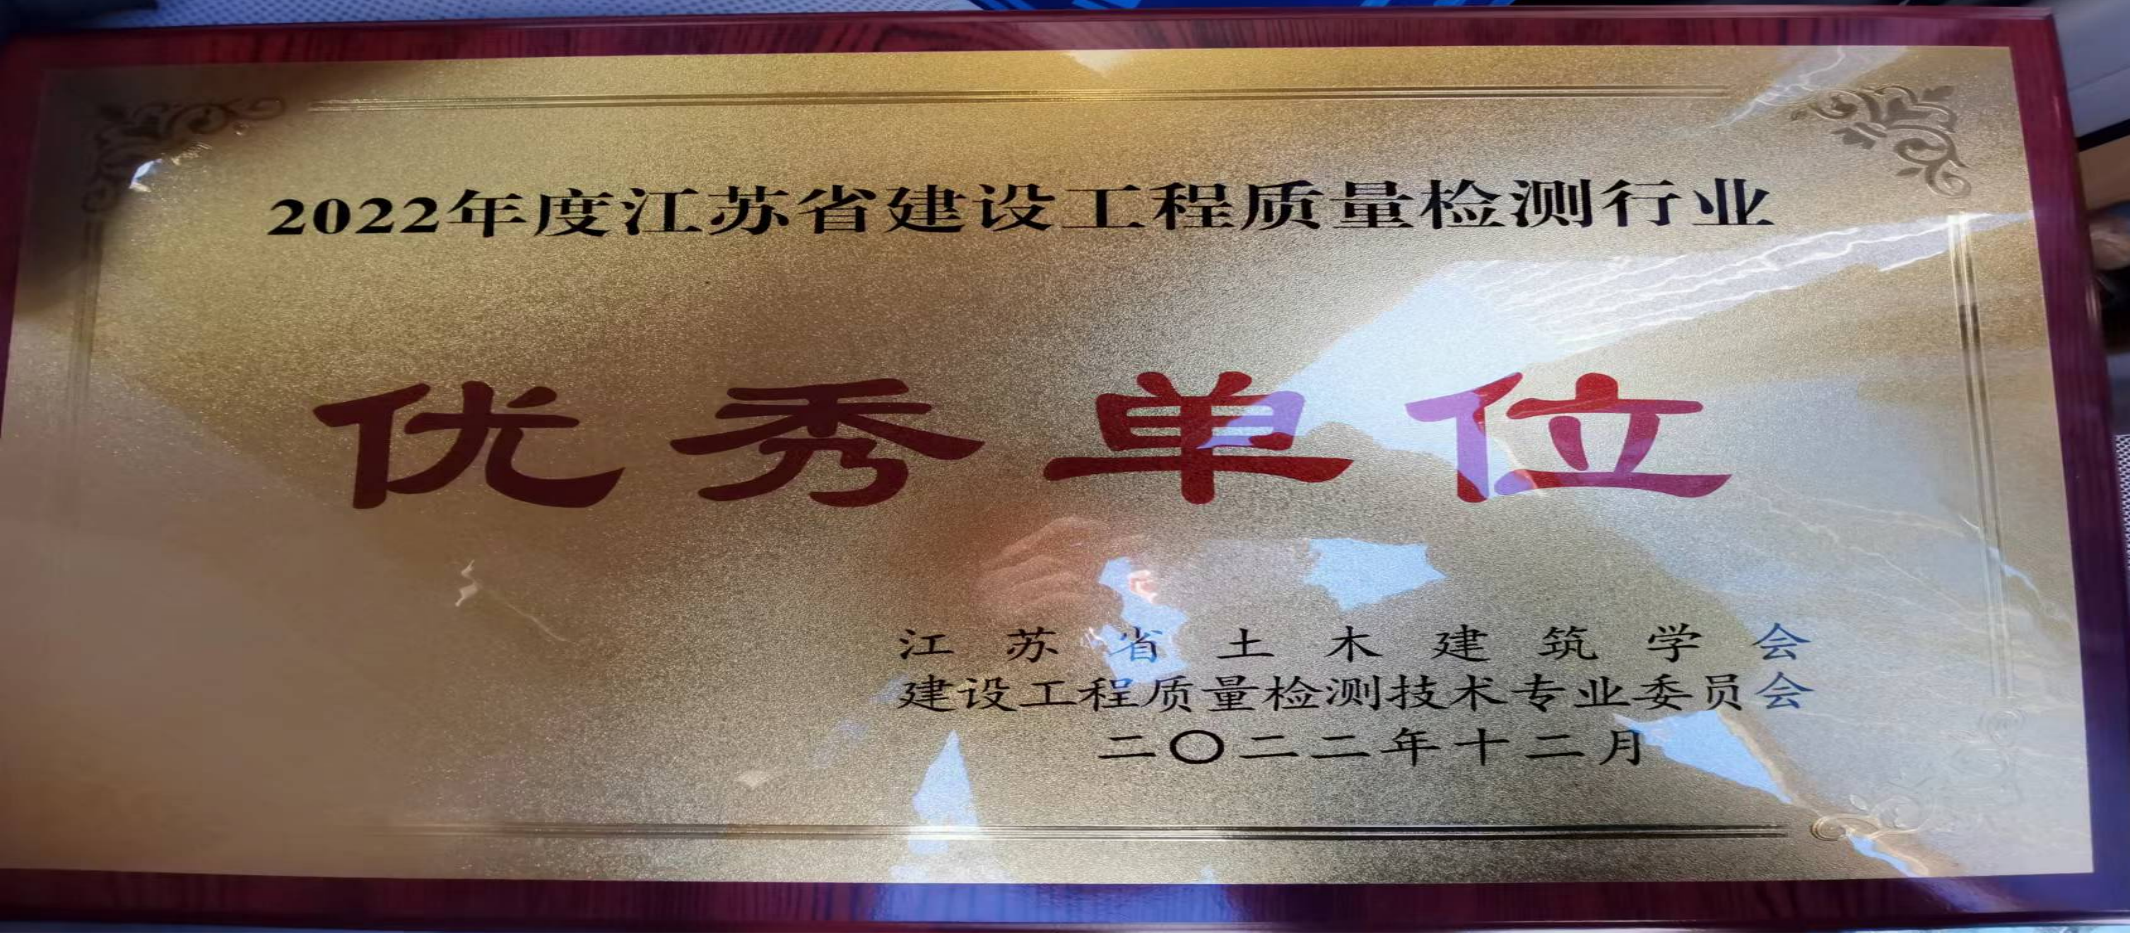 2022年度江苏省建设工程质量检测行业
优秀单位
江苏省土木建筑学会
建设工程质量检测技术专业委员会
二〇二二年十二月